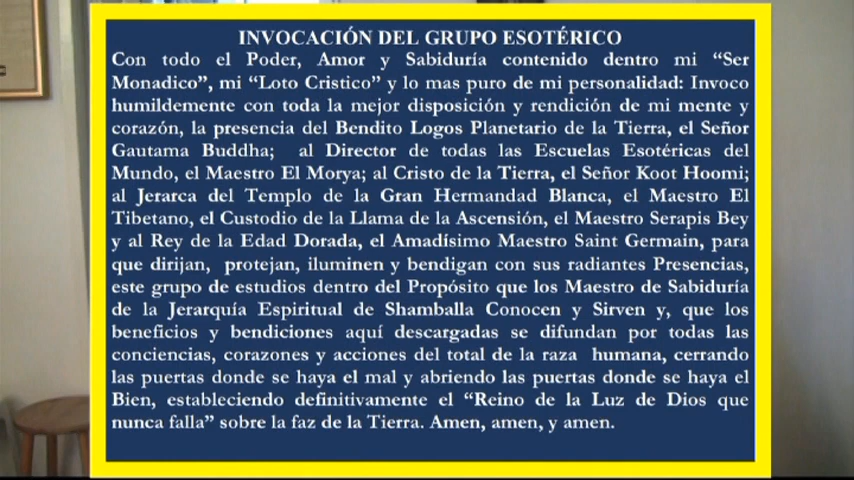 INVOCACIÓN DEL GRUPO ESOTÉRICO
Con todo el Poder, Amor y Sabiduría contenido dentro mi “Ser
Monadico”, mi “Loto Cristico” y lo mas puro de mi personalidad: Invoco
humildemente con toda la mejor disposición y rendición de mi mente y
corazón, la presencia del Bendito Logos Planetario de la Tierra, el Señor
Gautama Buddha; al Director de todas las Escuelas Esotéricas del
Mundo, el Maestro El Morya; al Cristo de la Tierra, el Señor Koot Hoomi;
al Jerarca del Templo de la Gran Hermandad Blanca, el Maestro El
Tibetano, el Custodio de la Llama de la Ascensión, el Maestro Serapis Bey
y al Rey de la Edad Dorada, el Amadísimo Maestro Saint Germain, para
que dirijan, protejan, iluminen y bendigan con sus radiantes Presencias,
este grupo de estudios dentro del Propósito que los Maestro de Sabiduría
de la Jerarquía Espiritual de Shamballa Conocen y Sirven y, que los
beneficios y bendiciones aquí descargadas se difundan por todas las
conciencias, corazones y acciones del total de la raza humana, cerrando
las puertas donde se haya el mal y abriendo las puertas donde se haya el
Bien, estableciendo definitivamente el “Reino de la Luz de Dios que
nunca falla” sobre la faz de la Tierra. Amen, amen, y amen.